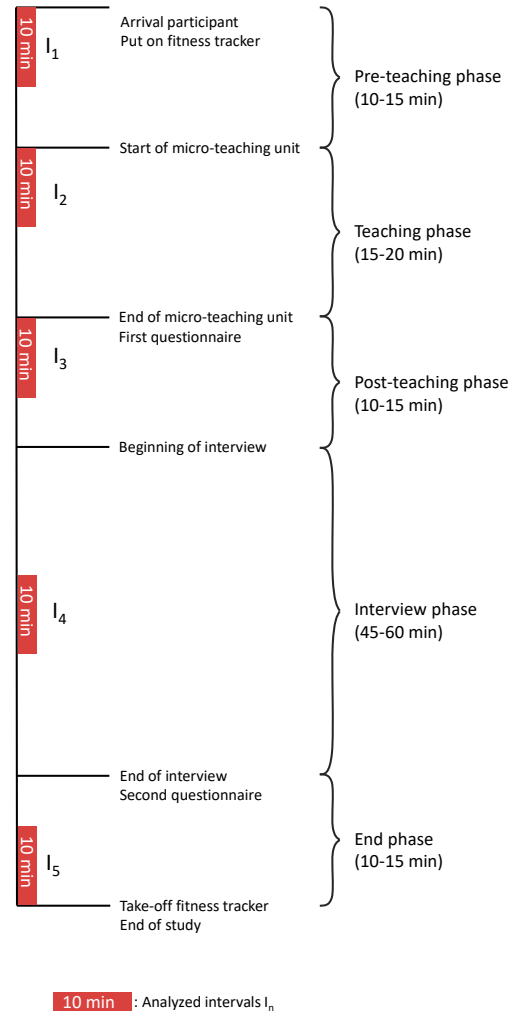 10 min
I₁
Arrival participant
Put on fitness tracker
Pre-teaching phase
(10-15 min)
Start of micro-teaching unit
10 min
I₂
Teaching phase
(15-20 min)
End of micro-teaching unit
First questionnaire
10 min
I₃
Post-teaching phase
(10-15 min)
Beginning of interview
10 min
I₄
Interview phase
(45-60 min)
End of interview
Second questionnaire
10 min
I₅
End phase
(10-15 min)
Take-off fitness tracker
End of study
10 min : Analyzed intervals Iₙ